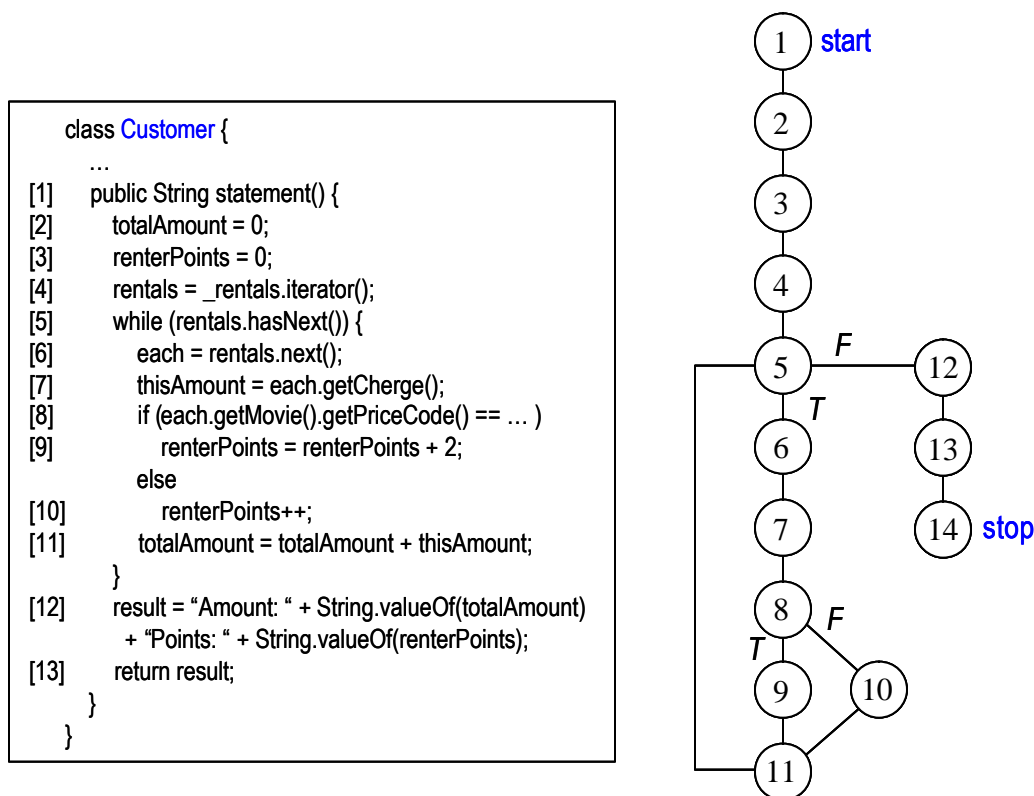 class Customer {
…
[1] public String statement() {
[2] totalAmount = 0;
[3] renterPoints = 0;
[4] rentals = _rentals.iterator();
[5] while (rentals.hasNext()) {
[6] each = rentals.next();
[7] thisAmount = each.getCherge();
[8] if (each.getMovie().getPriceCode() == … )
[9] renterPoints = renterPoints + 2;
else
[10] renterPoints++;
[11] totalAmount = totalAmount + thisAmount;
}
[12] result = “Amount: “ + String.valueOf(totalAmount)
+ “Points: “ + String.valueOf(renterPoints);
[13] return result;
}
}
1 start
2
3
4
5 F 12
T
6 13
7 14 stop
8 F
T
9 10
11